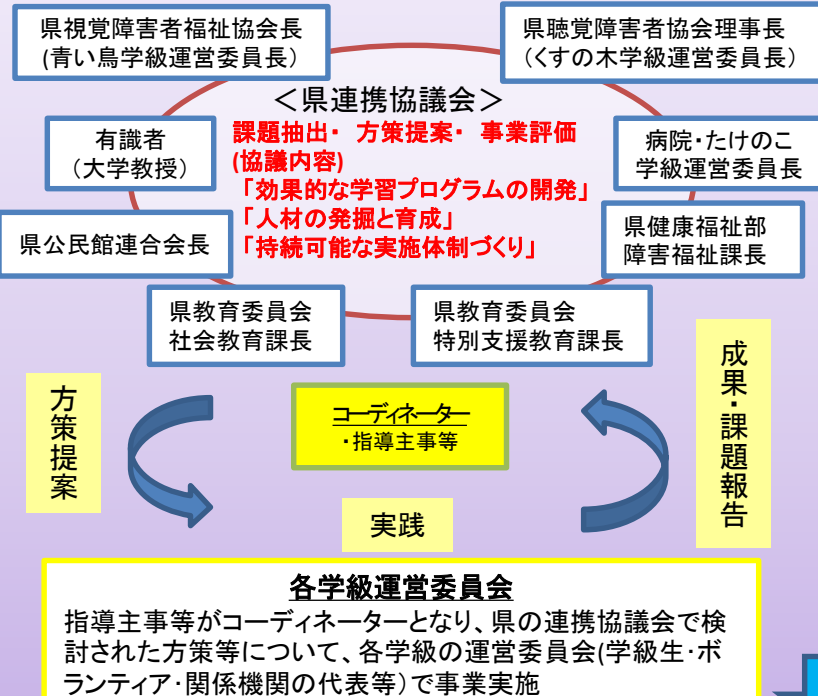 県視覚障害者福祉協会長
(青い鳥学級運営委員長)
県聴覚障害者協会理事長
(くすの木学級運営委員長)
<県連携協議会>
課題抽出・ 方策提案・ 事業評価
(協議内容)
「効果的な学習プログラムの開発」
「人材の発掘と育成」
「持続可能な実施体制づくり」
有識者
(大学教授)
病院・たけのこ
学級運営委員長
県公民館連合会長
県健康福祉部
障害福祉課長
県教育委員会
社会教育課長
県教育委員会
特別支援教育課長
方策提案
コーディネーター
・指導主事等
成果・課題報告
実践
各学級運営委員会
指導主事等がコーディネーターとなり、県の連携協議会で検
討された方策等について、各学級の運営委員会(学級生・ボ
ランティア・関係機関の代表等)で事業実施